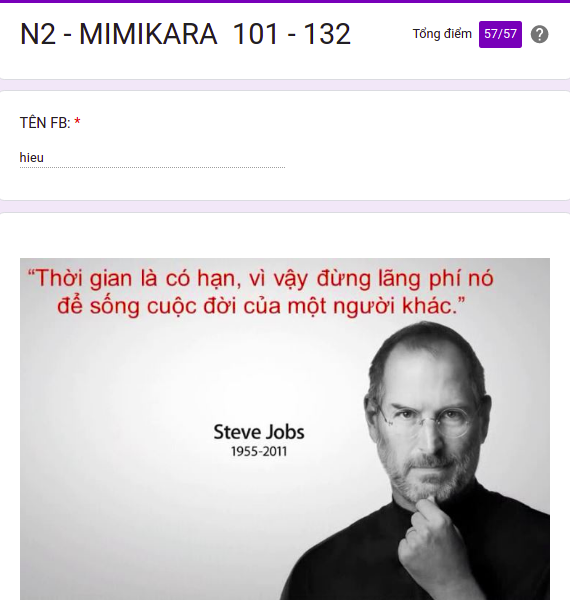 N2 - MIMIKARA 101 - 132
Tổng điểm 57/57
TÊN FB: *
hieu
“Thời gian là có hạn, vì vậy đừng lãng phí nó
để sống cuộc đời của một người khác.”
Steve Jobs
1955-2011